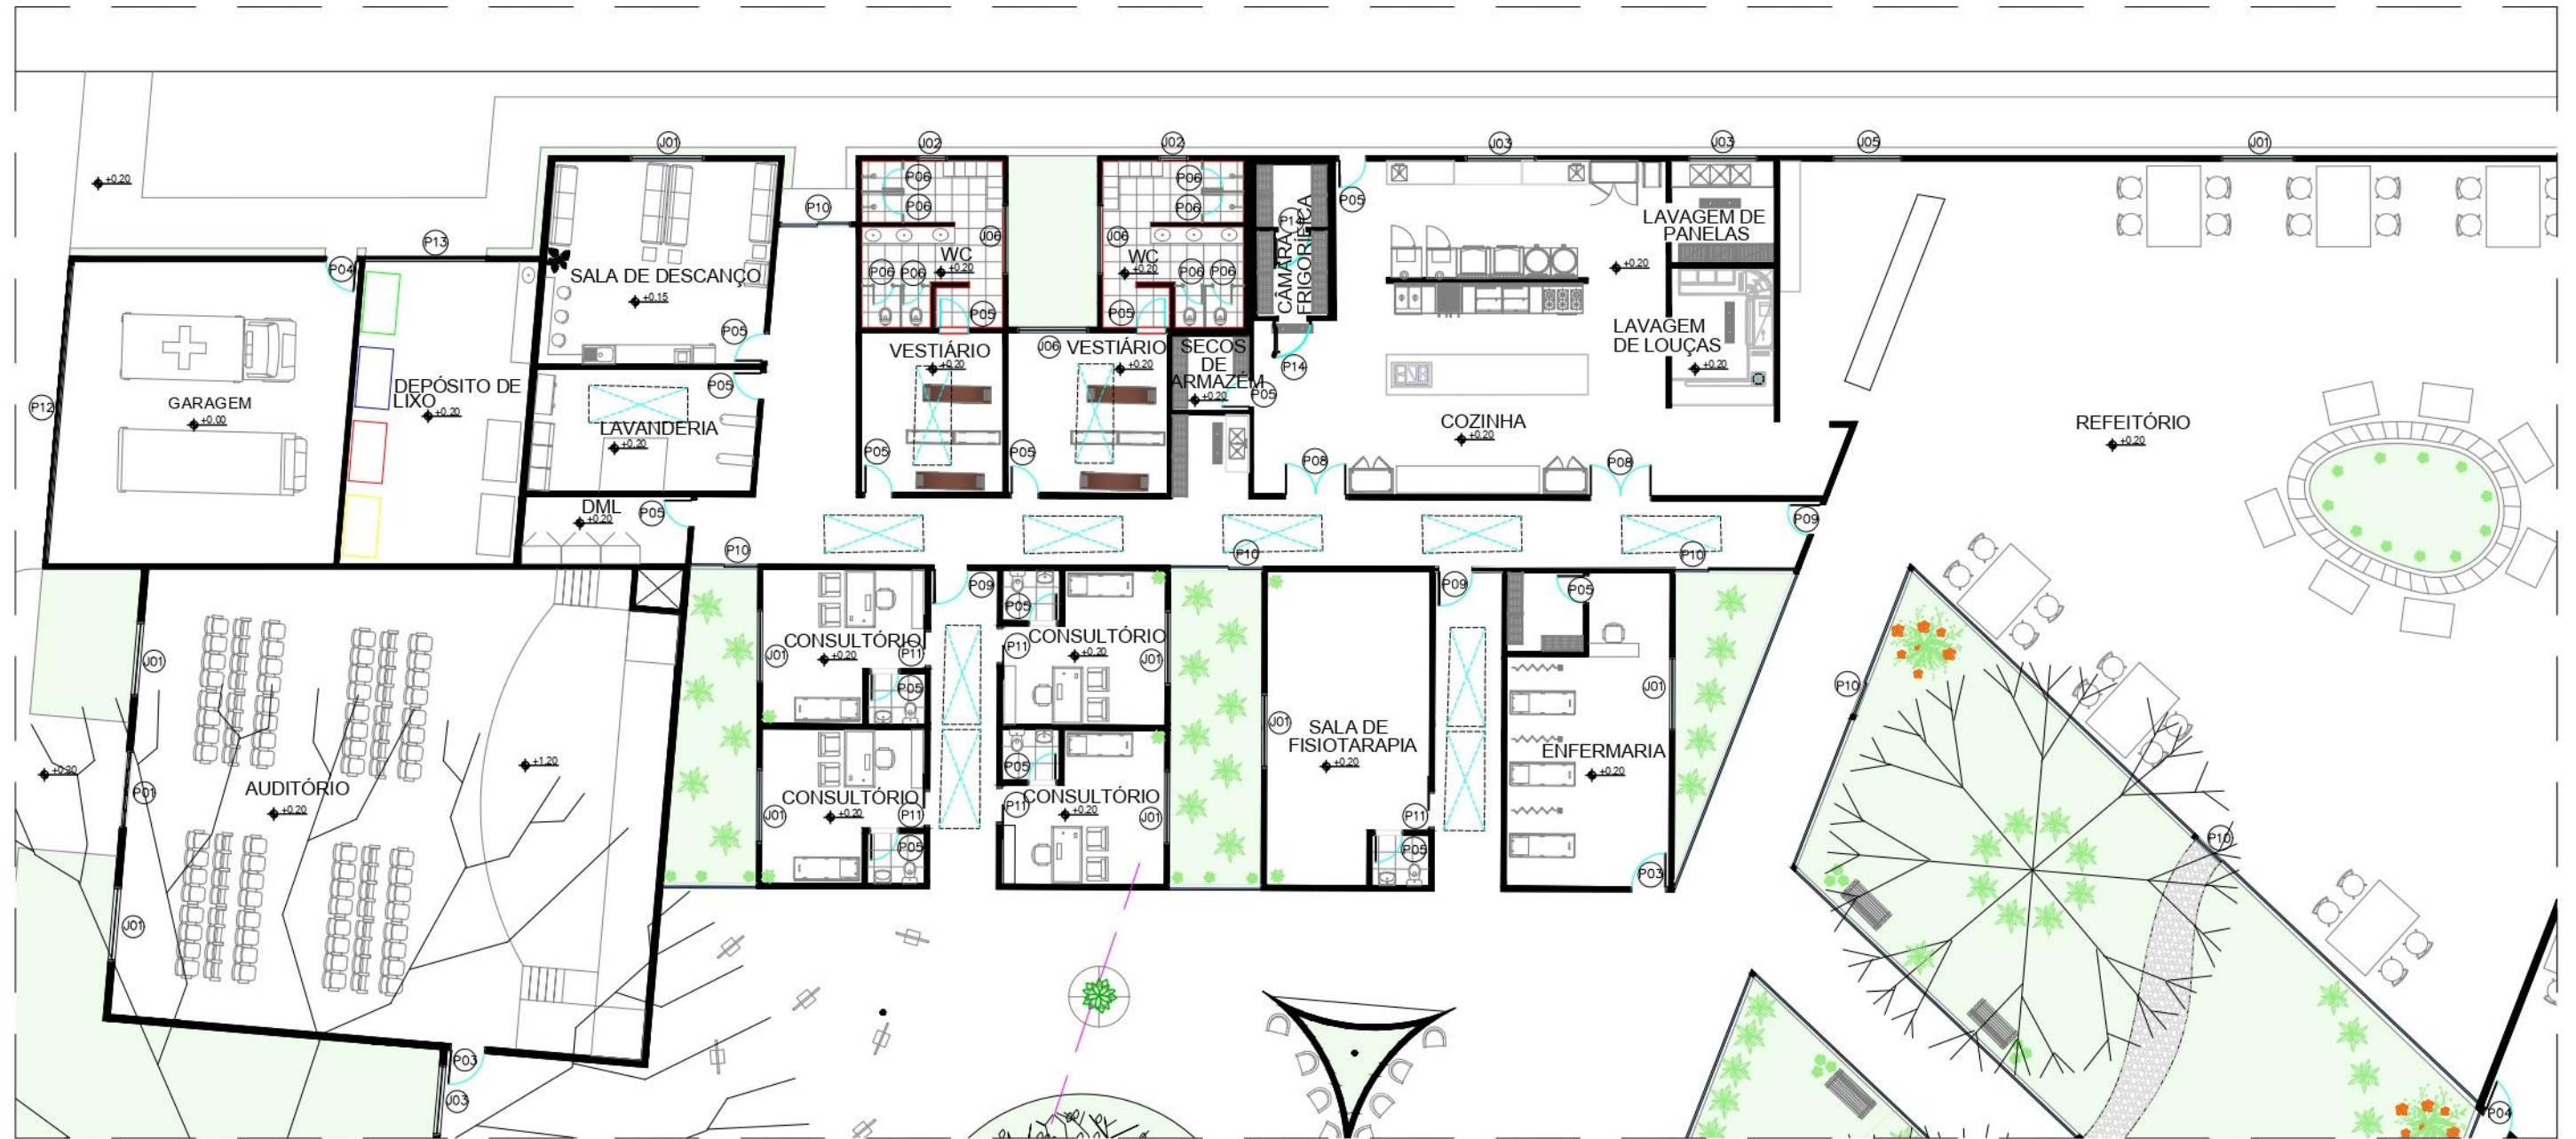 J01
J02
J02
J03
J03
J05
J01
+0.20
P10
P06
P06
P06
P06
P05
P13
P04
SALA DE DESCANÇO
+0.15
P05
WC
+0.20
J06
P06
P06
P05
J06
WC
+0.20
P06
P06
P05
P14
CÂMARA
FRIGORÍFICA
P14
+0.20
LAVAGEM DE
PANELAS
LAVAGEM
DE LOUÇAS
+0.20
P12
GARAGEM
+0.00
DEPÓSITO DE
LIXO
+0.20
P05
LAVANDERIA
+0.20
VESTIÁRIO
+0.20
P05
J06
VESTIÁRIO
+0.20
P05
SECOS
DE
ARMAZÉM
+0.20
P05
COZINHA
+0.20
P08
P08
REFEITÓRIO
+0.20
DML
+0.20
P05
P10
P10
P10
P09
P09
P09
P05
P05
CONSULTÓRIO
+0.20
J01
P11
P05
P11
CONSULTÓRIO
+0.20
J01
J01
P01
J01
AUDITÓRIO
+0.20
+1.20
+0.20
CONSULTÓRIO
+0.20
J01
P11
P05
P05
P11
CONSULTÓRIO
+0.20
J01
J01
SALA DE
FISIOTARAPIA
+0.20
P11
P05
ENFERMARIA
+0.20
J01
P03
P10
P10
P03
J03
P04